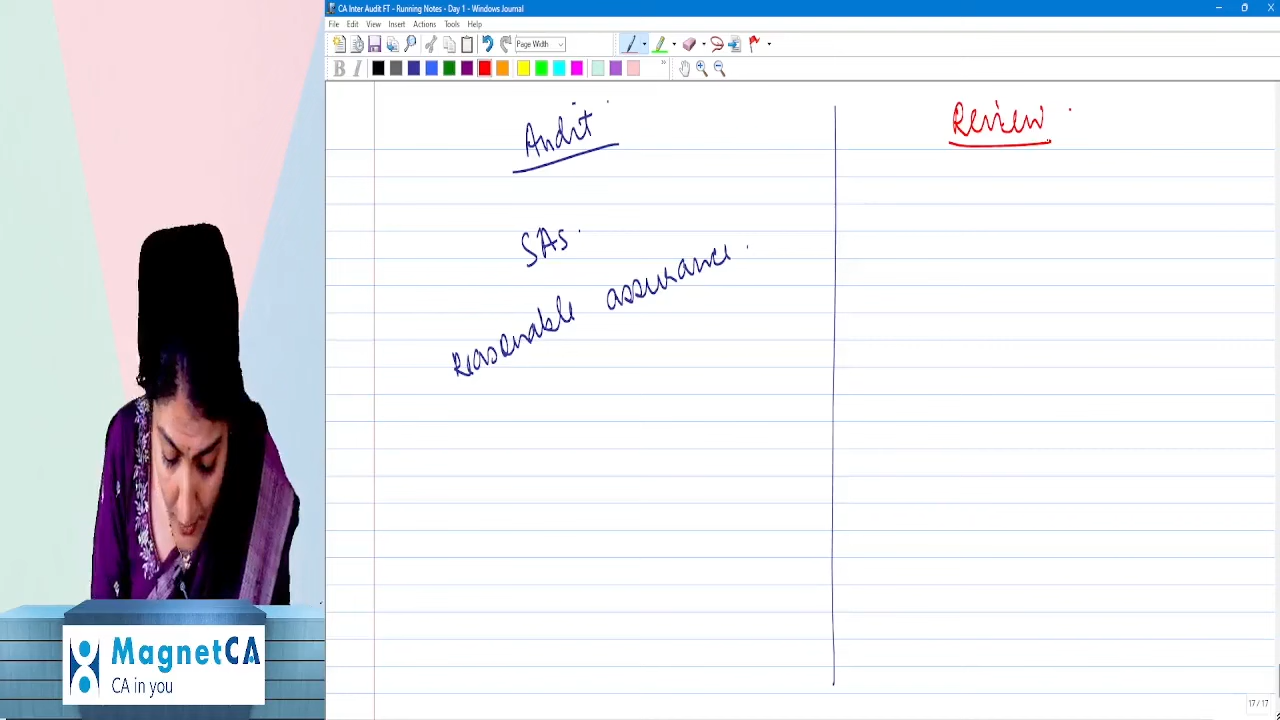 CA Inter Audit FT - Running Notes - Day 1 - Windows Journal
File Edit View Insert Actions Tools Help
Page Width
B I
Audit
Review
SAs
Reasonable assurance
MagnetCA
CA in you
17 / 17